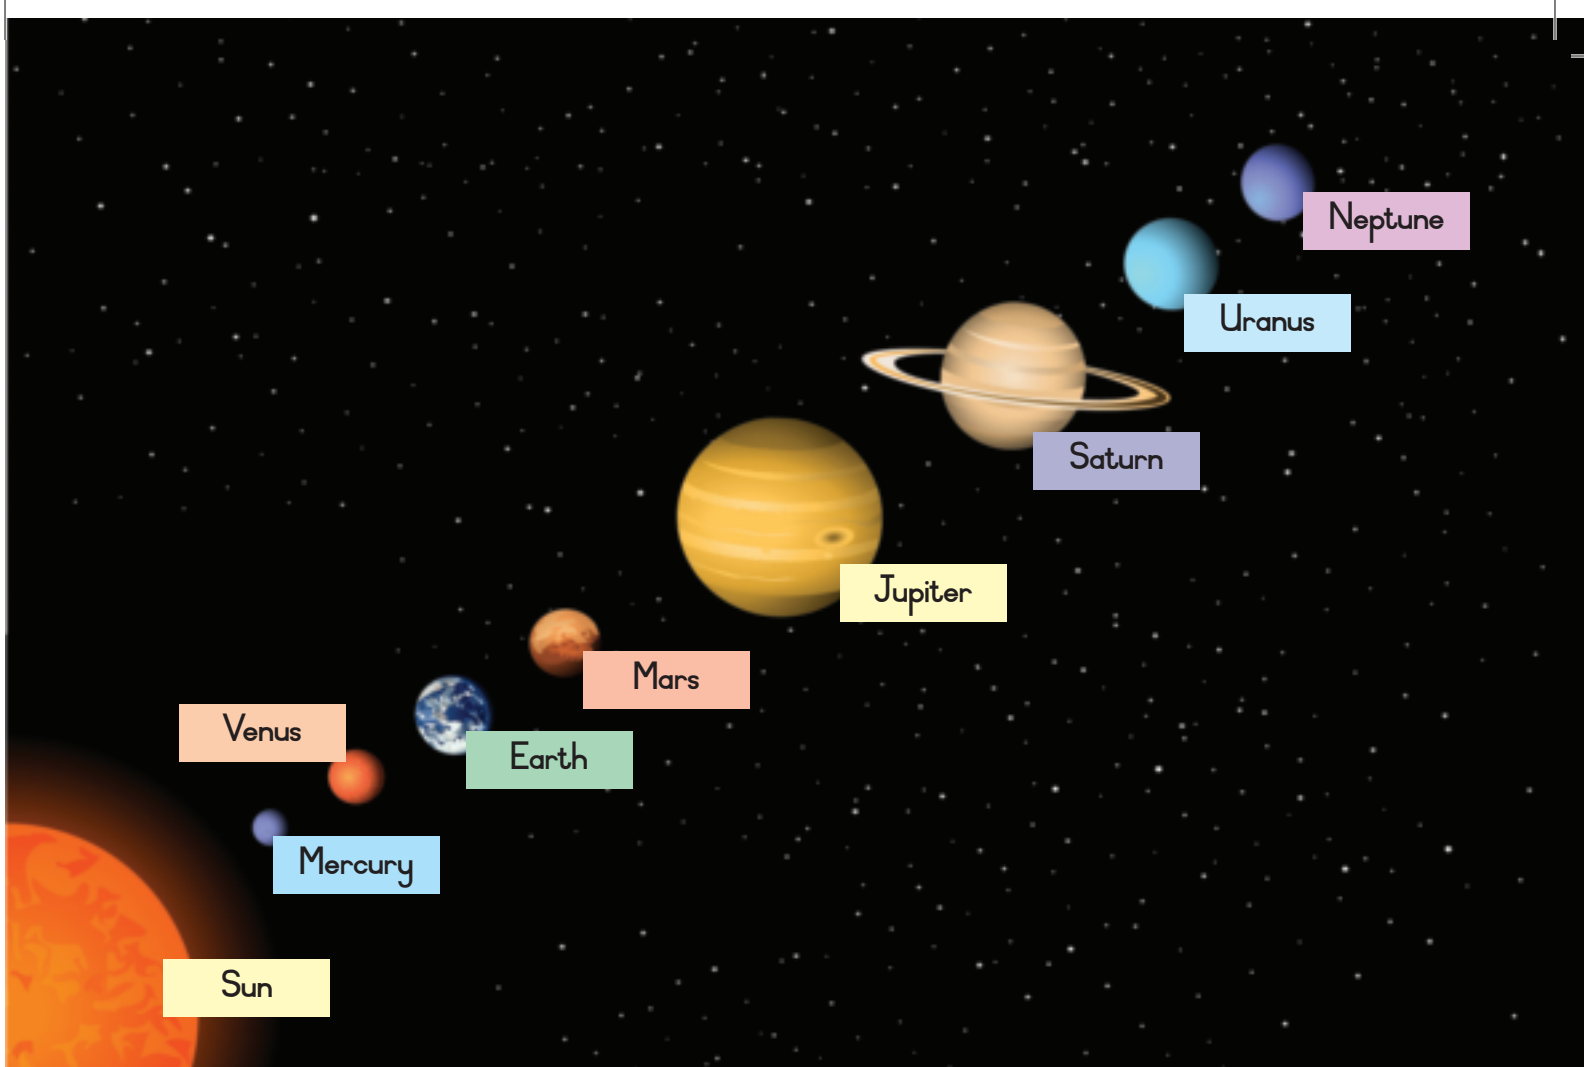 Neptune
Uranus
Saturn
Jupiter
Mars
Venus
Earth
Mercury
Sun